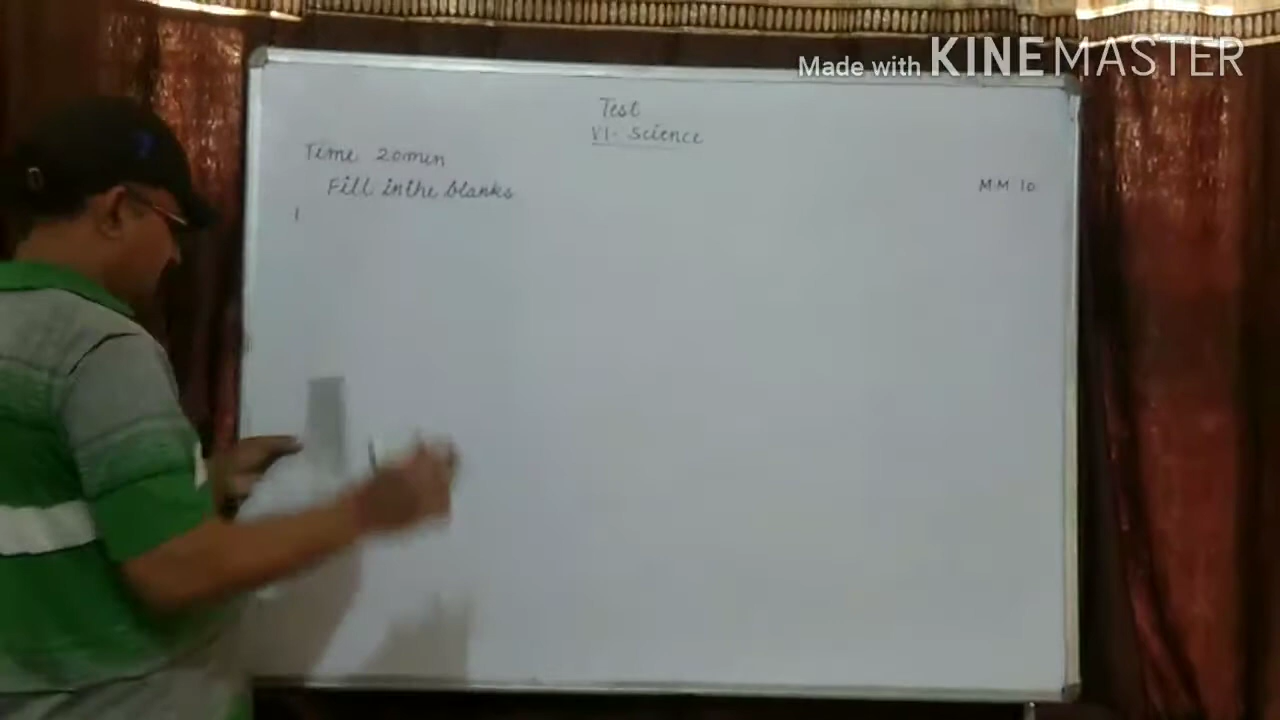 Made with KINEMASTER
Test
VI - Science
Time 20min
Fill in the blanks
MM 10
1